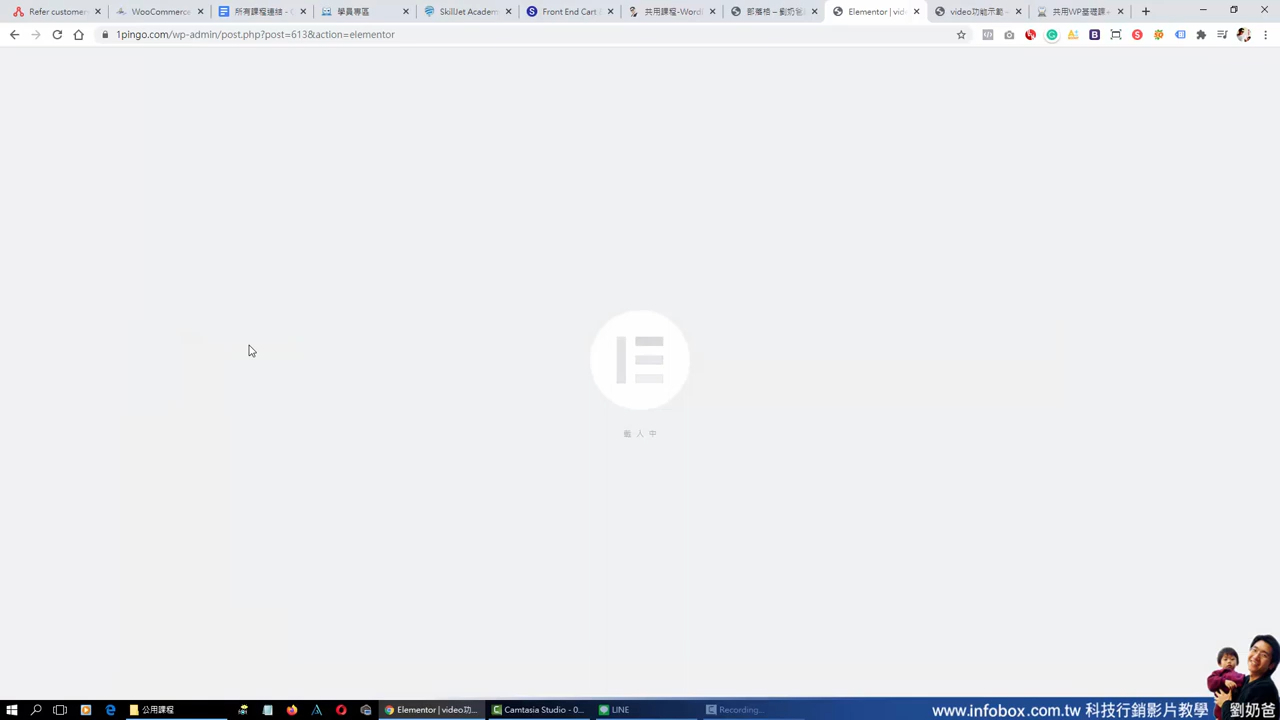 Refer customer
WooCommerce
所有課程連結 - G
學員專區
SkillJet Academ
Front End Cart &
共用課程-WordP
部落格 – 劉奶爸
Elementor | vid
video功能示範 –
共用WP基礎課
1pingo.com/wp-admin/post.php?post=613&action=elementor
載入中
公用課程
Elementor | video功...
Camtasia Studio - 0...
LINE
Recording...
www.infobox.com.tw 科技行銷影片教學
劉奶爸